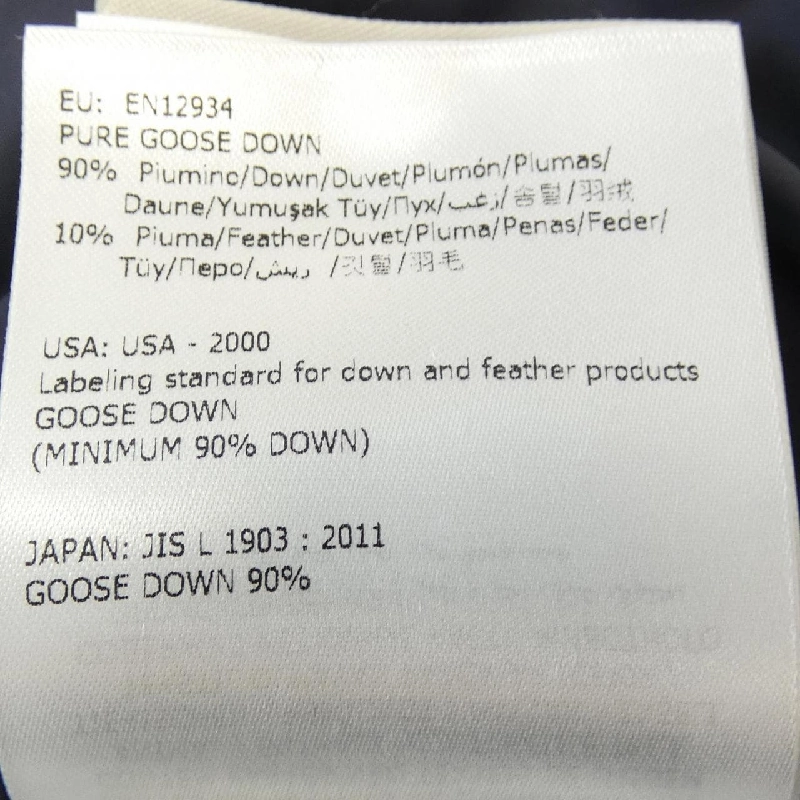 EU: EN12934
PURE GOOSE DOWN
90% Piumino/Down/Duvet/Plumón/Plumas/
Daune/Yumuşak Tüy/Пух/زغب/솜털/羽绒
10% Piuma/Feather/Duvet/Pluma/Penas/Feder/
Tüy/Перо/ريش /깃털/羽毛
USA: USA - 2000
Labeling standard for down and feather products
GOOSE DOWN
(MINIMUM 90% DOWN)
JAPAN: JIS L 1903 : 2011
GOOSE DOWN 90%